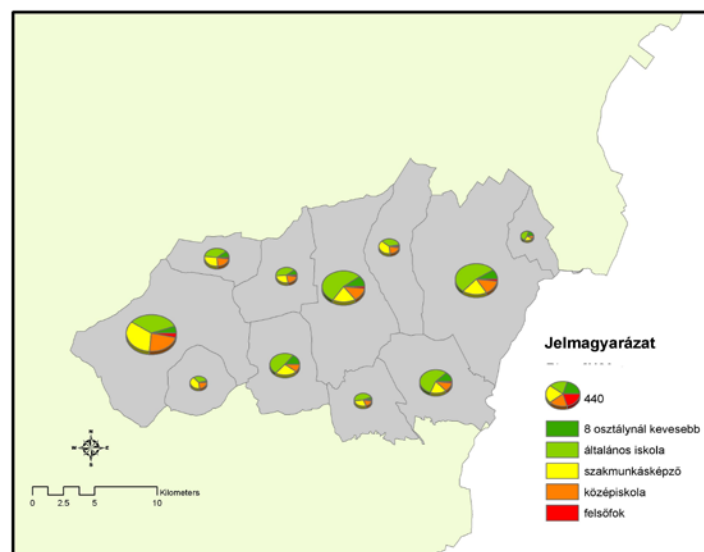 Jelmagyarázat
440
8 osztálynál kevesebb
általános iskola
szakmunkásképző
középiskola
felsőfok
N
W E
S
Kilometers
0 2.5 5 10